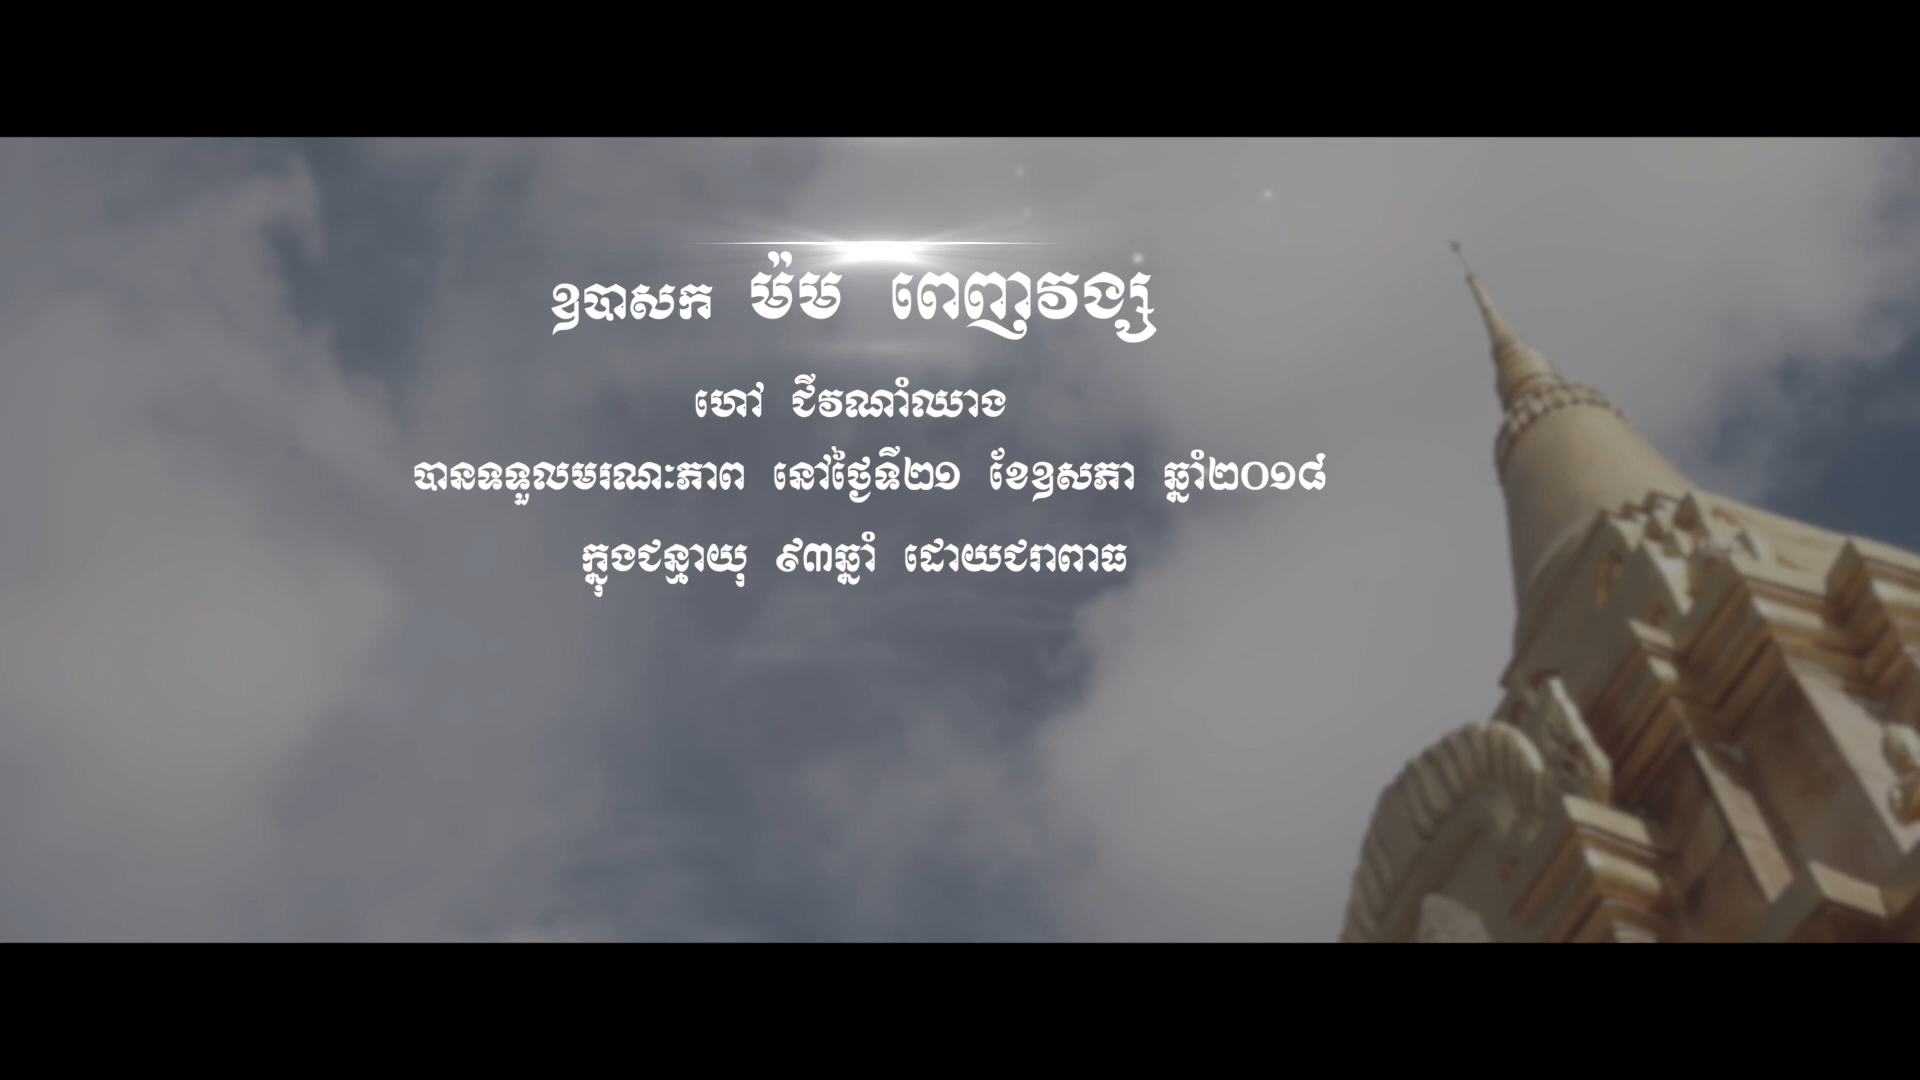 ឧបាសក ម៉ម ពេញវង្ស
ហៅ ជីវណាំឈាង
បានទទួលមរណៈភាព នៅថ្ងៃទី២១ ខែឧសភា ឆ្នាំ២០១៨
ក្នុងជន្មាយុ ៩៣ឆ្នាំ ដោយជរាពាធ